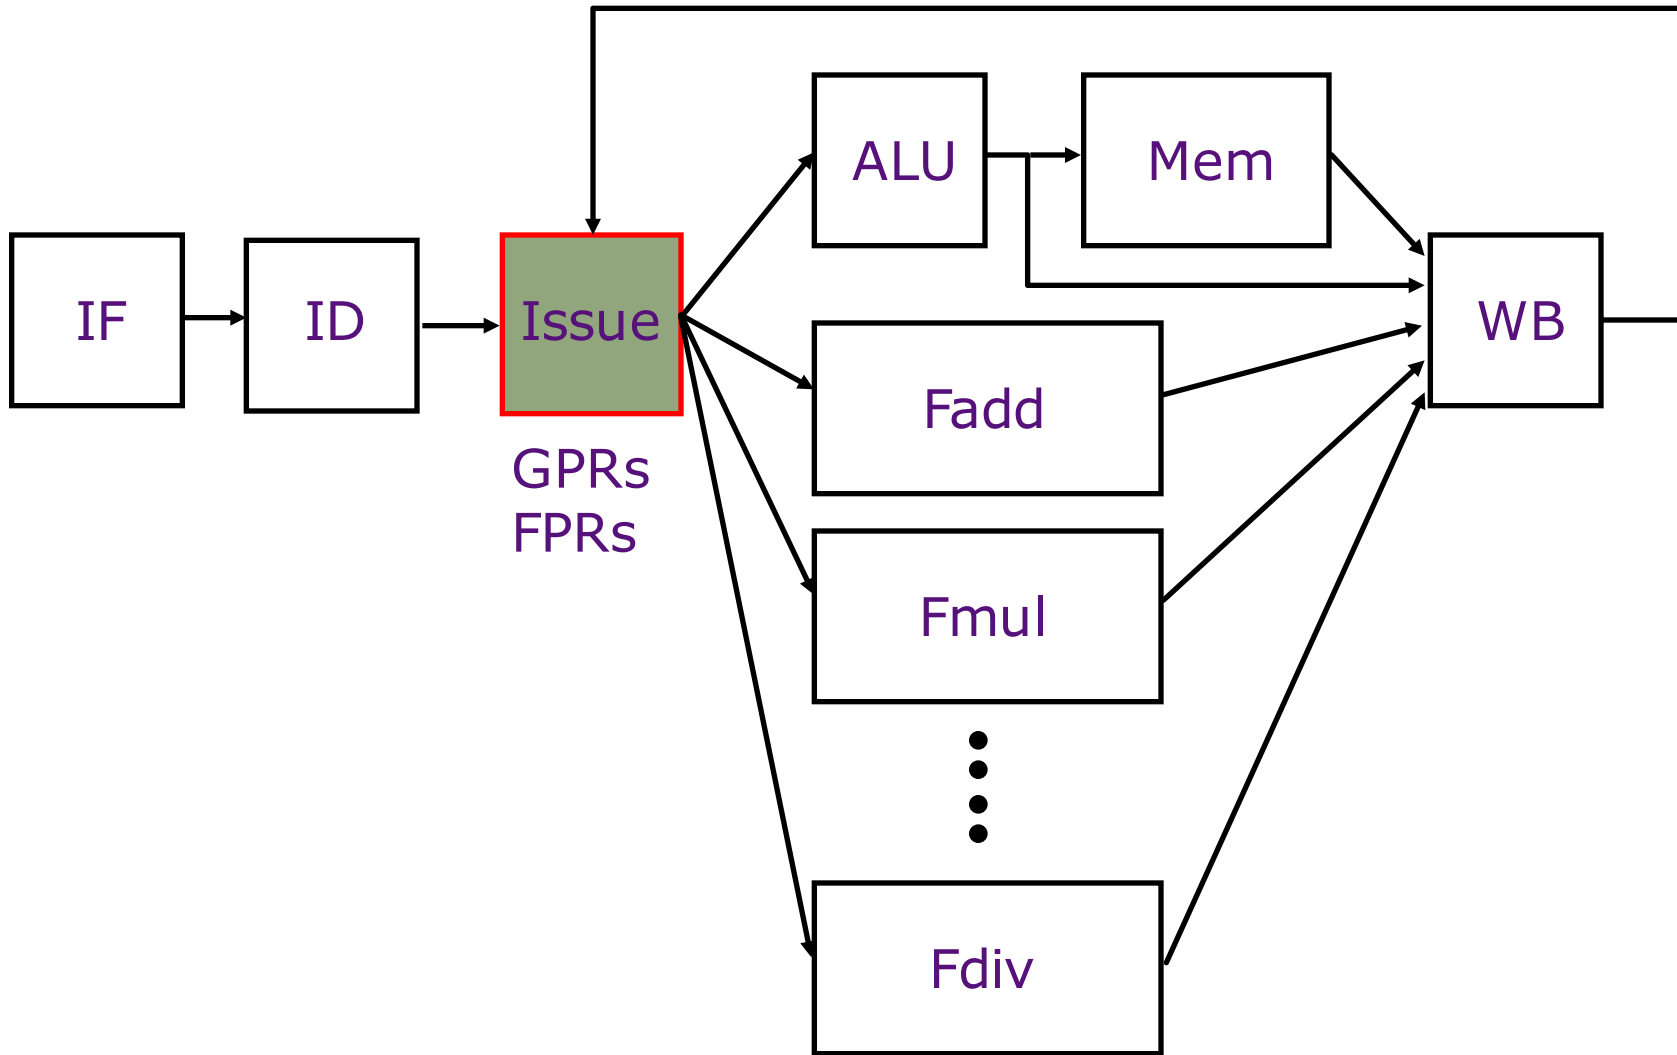 ALU
Mem
IF
ID
Issue
WB
Fadd
GPRs
FPRs
Fmul
Fdiv